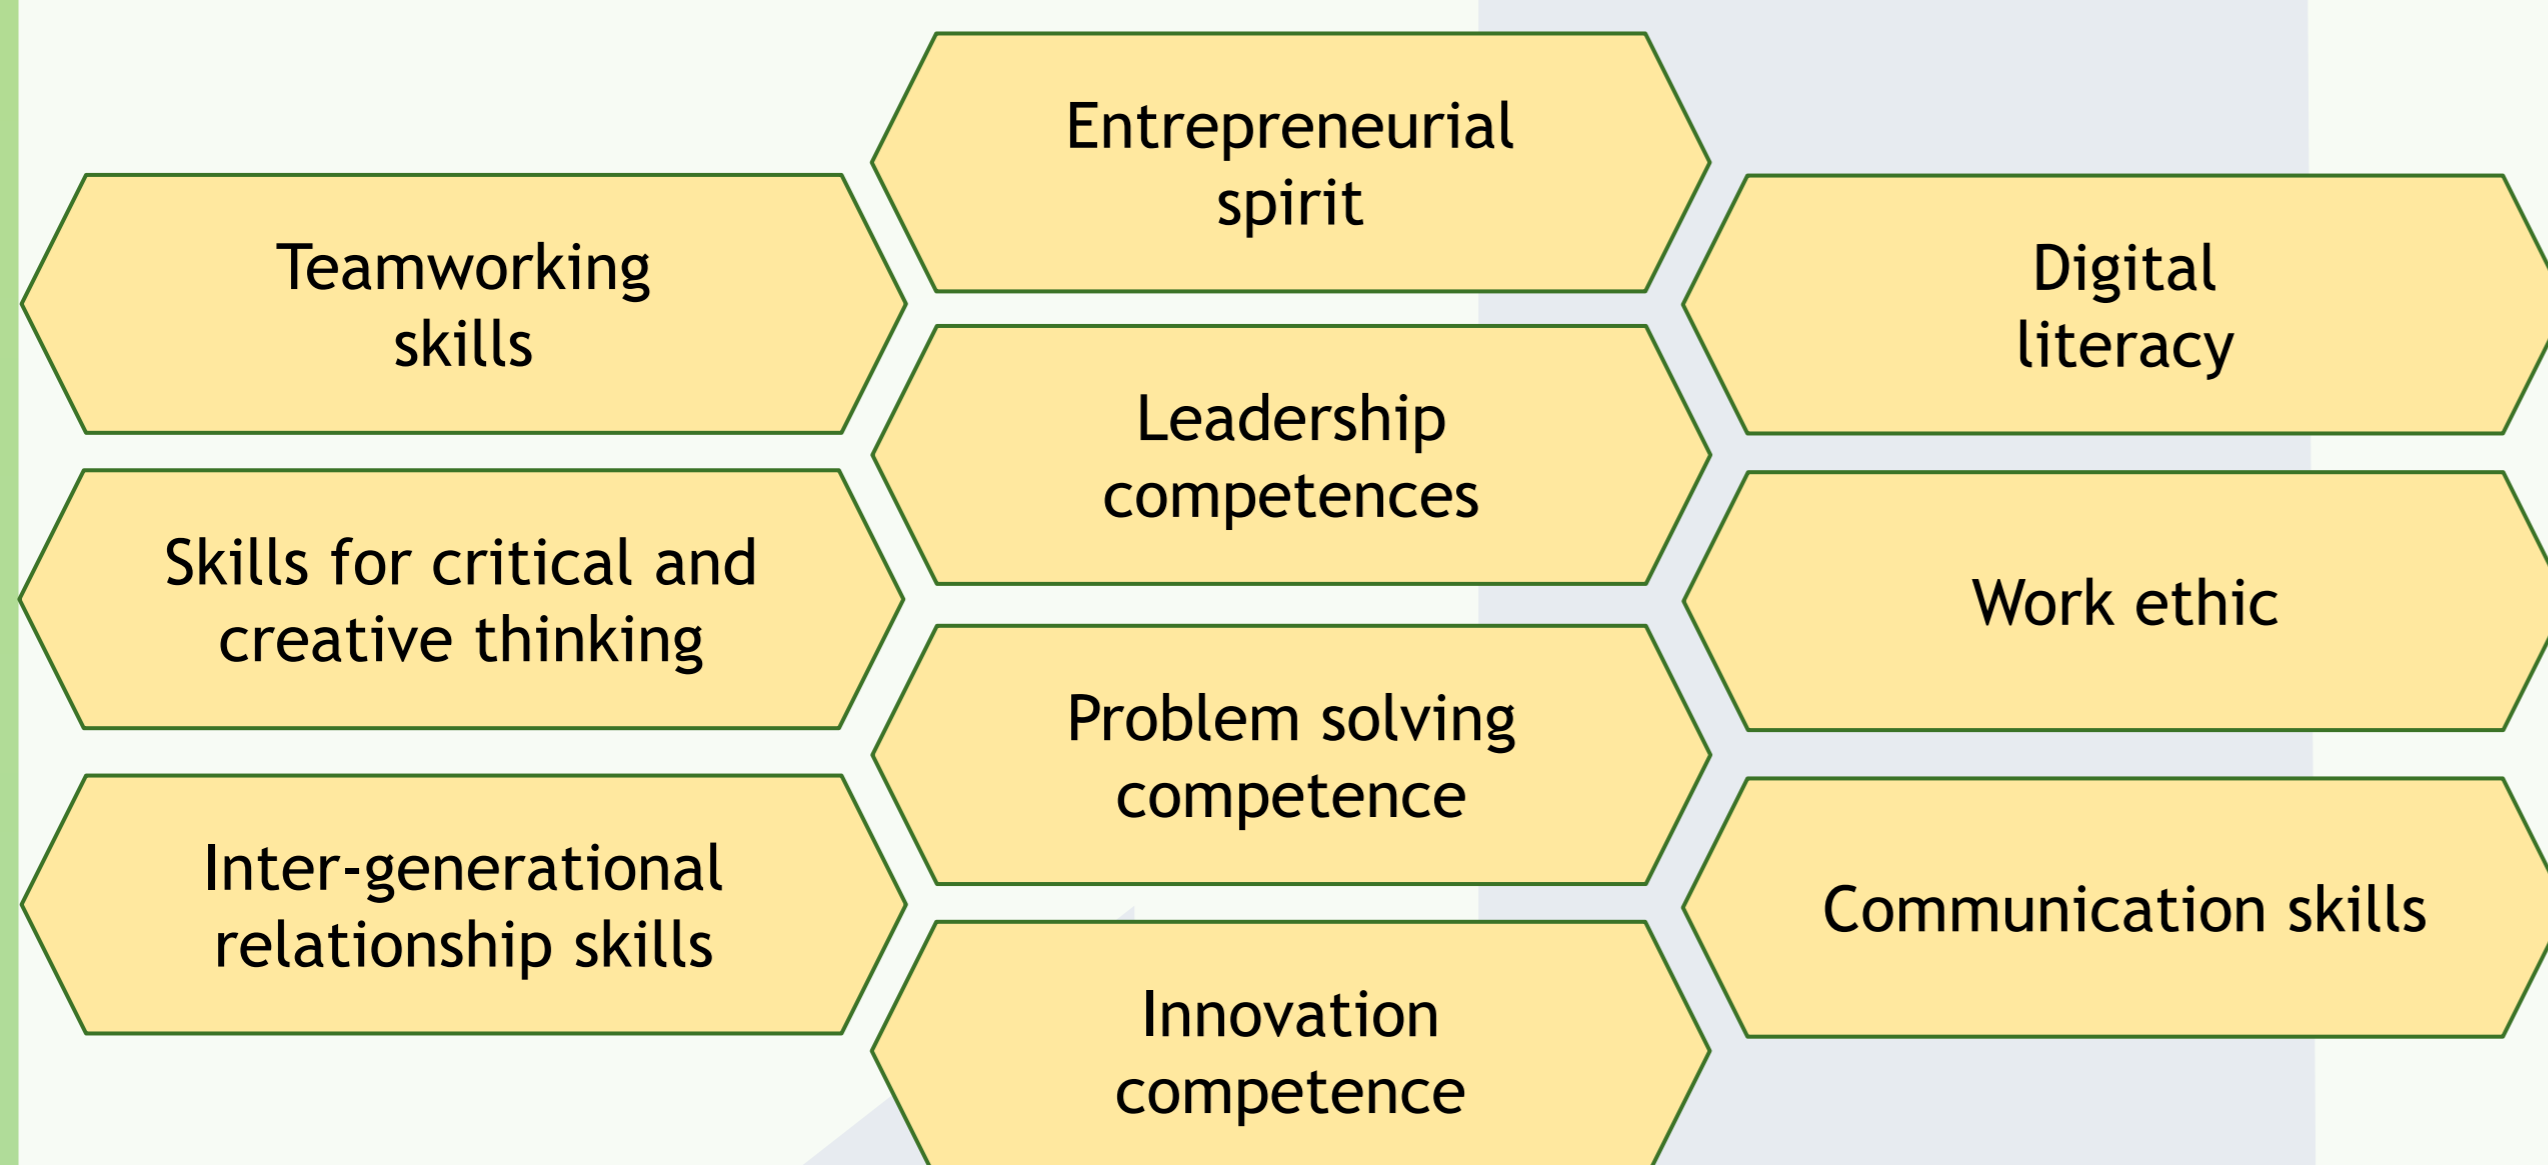 Teamworking
skills
Skills for critical and
creative thinking
Inter-generational
relationship skills
Entrepreneurial
spirit
Leadership
competences
Problem solving
competence
Innovation
competence
Digital
literacy
Work ethic
Communication skills